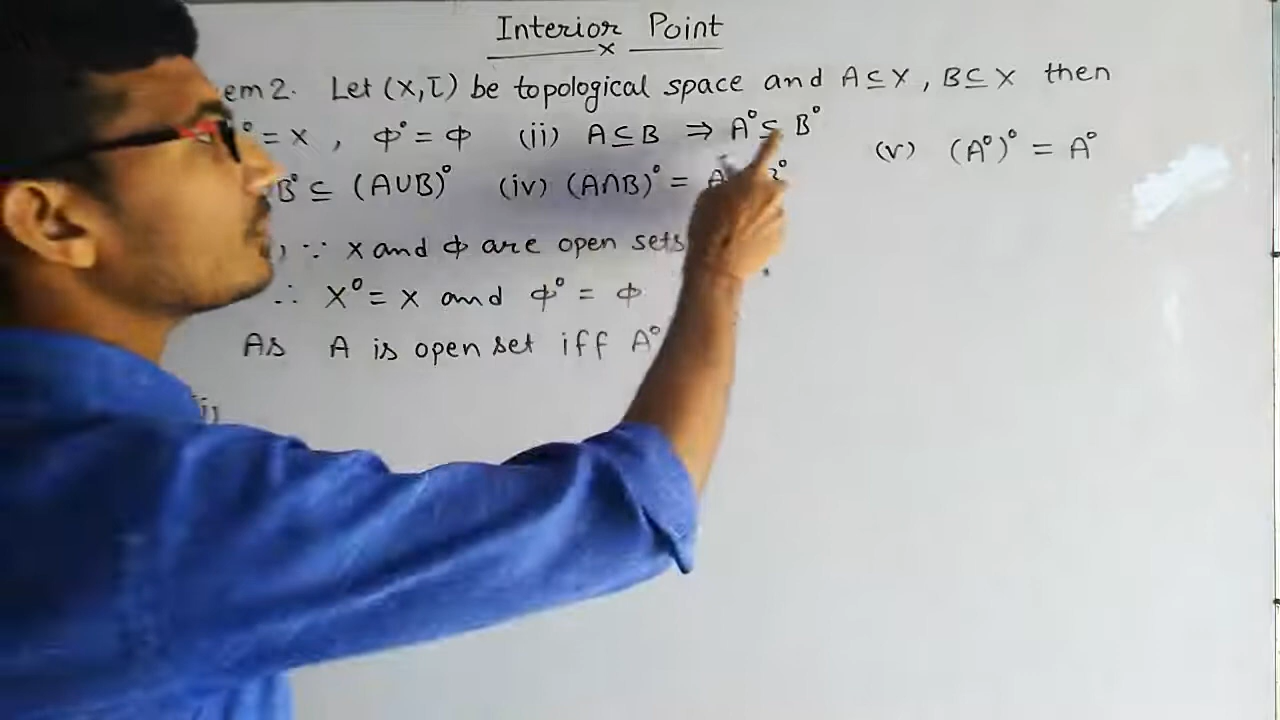 Interior Point
em 2. Let (X, τ) be topological space and A ⊆ X , B ⊆ X then
° = X , ϕ° = ϕ (ii) A ⊆ B ⇒ A° ⊆ B° (v) (A°)° = A°
B° ⊆ (A∪B)° (iv) (A∩B)° = A
) ∵ X and ϕ are open sets
∴ X° = X and ϕ° = ϕ
As A is open set iff A°